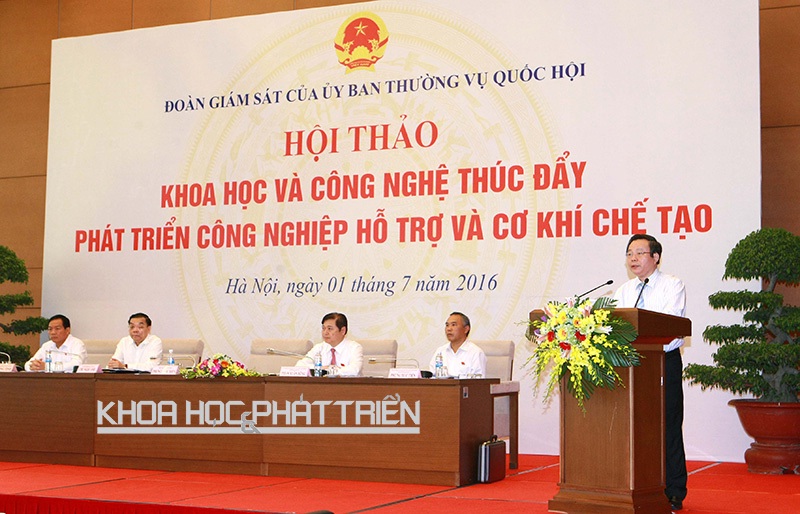 ĐOÀN GIÁM SÁT CỦA ỦY BAN THƯỜNG VỤ QUỐC HỘI
HỘI THẢO
KHOA HỌC VÀ CÔNG NGHỆ THÚC ĐẨY
PHÁT TRIỂN CÔNG NGHIỆP HỖ TRỢ VÀ CƠ KHÍ CHẾ TẠO
Hà Nội, ngày 01 tháng 7 năm 2016
KHOA HỌC & PHÁT TRIỂN